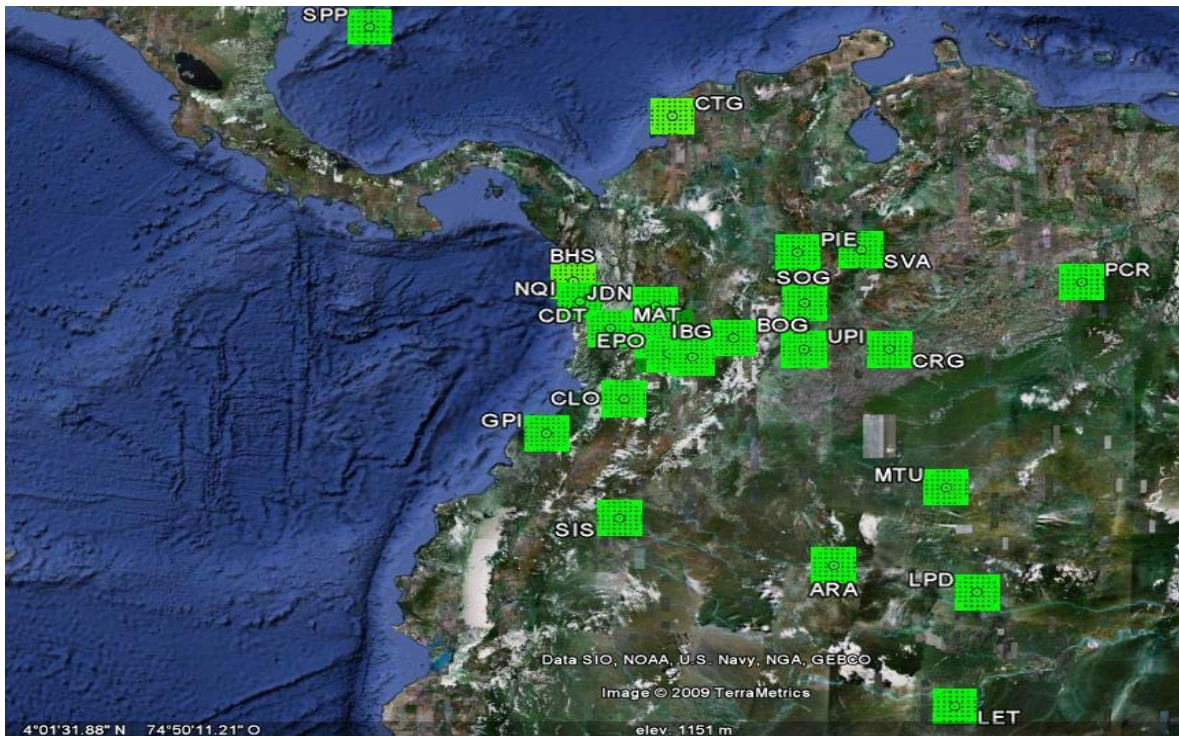 SPP
CTG
PIE
SVA
BHS
SOG
PCR
NQI
JDN
CDT
MAT
IBG
BOG
EPO
UPI
CRG
CLO
GPI
MTU
SIS
ARA
LPD
Data SIO, NOAA, U.S. Navy, NGA, GEBCO
Image © 2009 TerraMetrics
LET
4°01'31.88" N 74°50'11.21" O elev. 1151 m